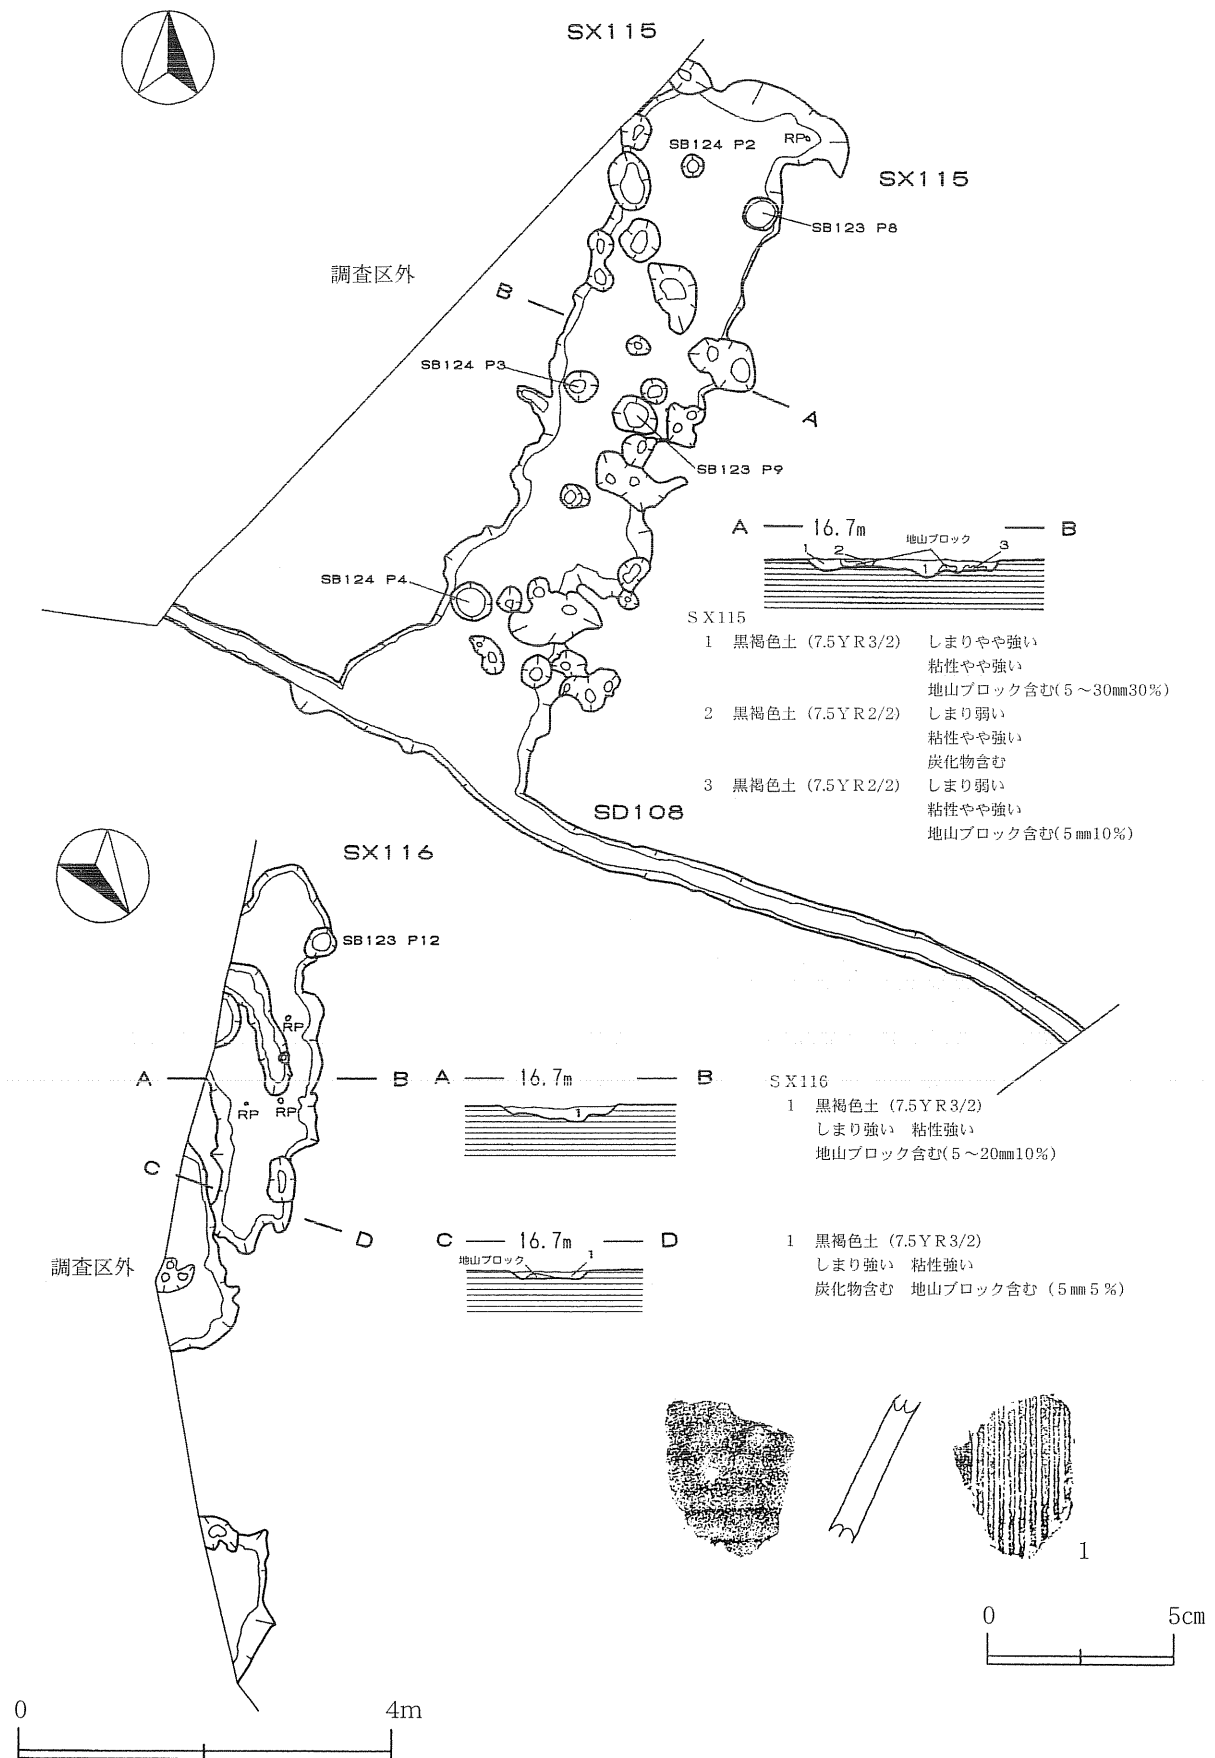 SX115
SB124 P2
RP
SX115
SB123 P8
調査区外
B
SB124 P3
A
SB123 P9
A 16.7m B
地山ブロック
1 2 3
1
SB124 P4
SX115
1 黒褐色土 (7.5YR3/2) しまりやや強い
粘性やや強い
地山ブロック含む(5～30㎜30％)
2 黒褐色土 (7.5YR2/2) しまり弱い
粘性やや強い
炭化物含む
3 黒褐色土 (7.5YR2/2) しまり弱い
粘性やや強い
地山ブロック含む(5㎜10％)
SD108
SX116
SB123 P12
RP
A B
RP RP
C
D
調査区外
A 16.7m B
1
SX116
1 黒褐色土 (7.5YR3/2)
しまり強い 粘性強い
地山ブロック含む(5～20㎜10％)
C 16.7m D
地山ブロック 1
1 黒褐色土 (7.5YR3/2)
しまり強い 粘性強い
炭化物含む 地山ブロック含む (5㎜5％)
1
0 5㎝
0 4m